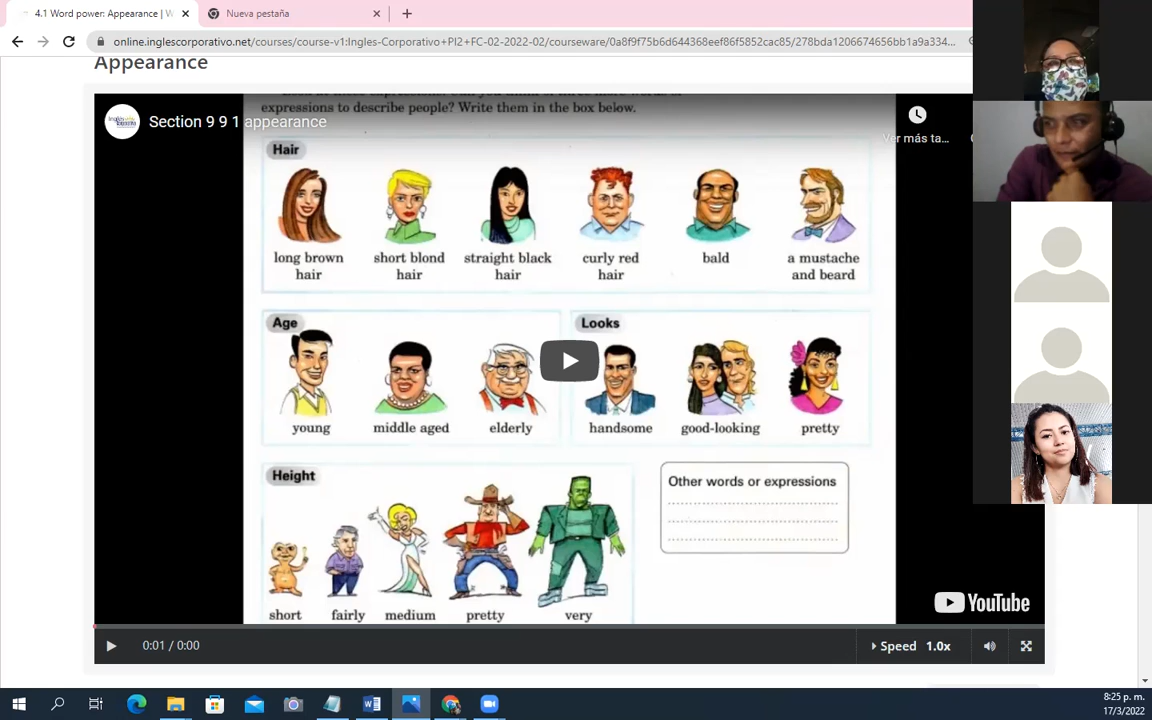 4.1 Word power: Appearance | W
Nueva pestaña
online.inglescorporativo.net/courses/course-v1:Ingles-Corporativo+PI2+FC-02-2022-02/courseware/0a8f9f75b6d644368eef86f5852cac85/278bda1206674656bb1a9a334...
Appearance
expressions to describe people? Write them in the box below.
Section 9 9 1 appearance
Ver más ta...
Hair
long brown hair
short blond hair
straight black hair
curly red hair
bald
a mustache and beard
Age
young
middle aged
elderly
Looks
handsome
good-looking
pretty
Height
short
fairly
medium
pretty
very
Other words or expressions
YouTube
0:01 / 0:00
Speed 1.0x
8:25 p. m.
17/3/2022